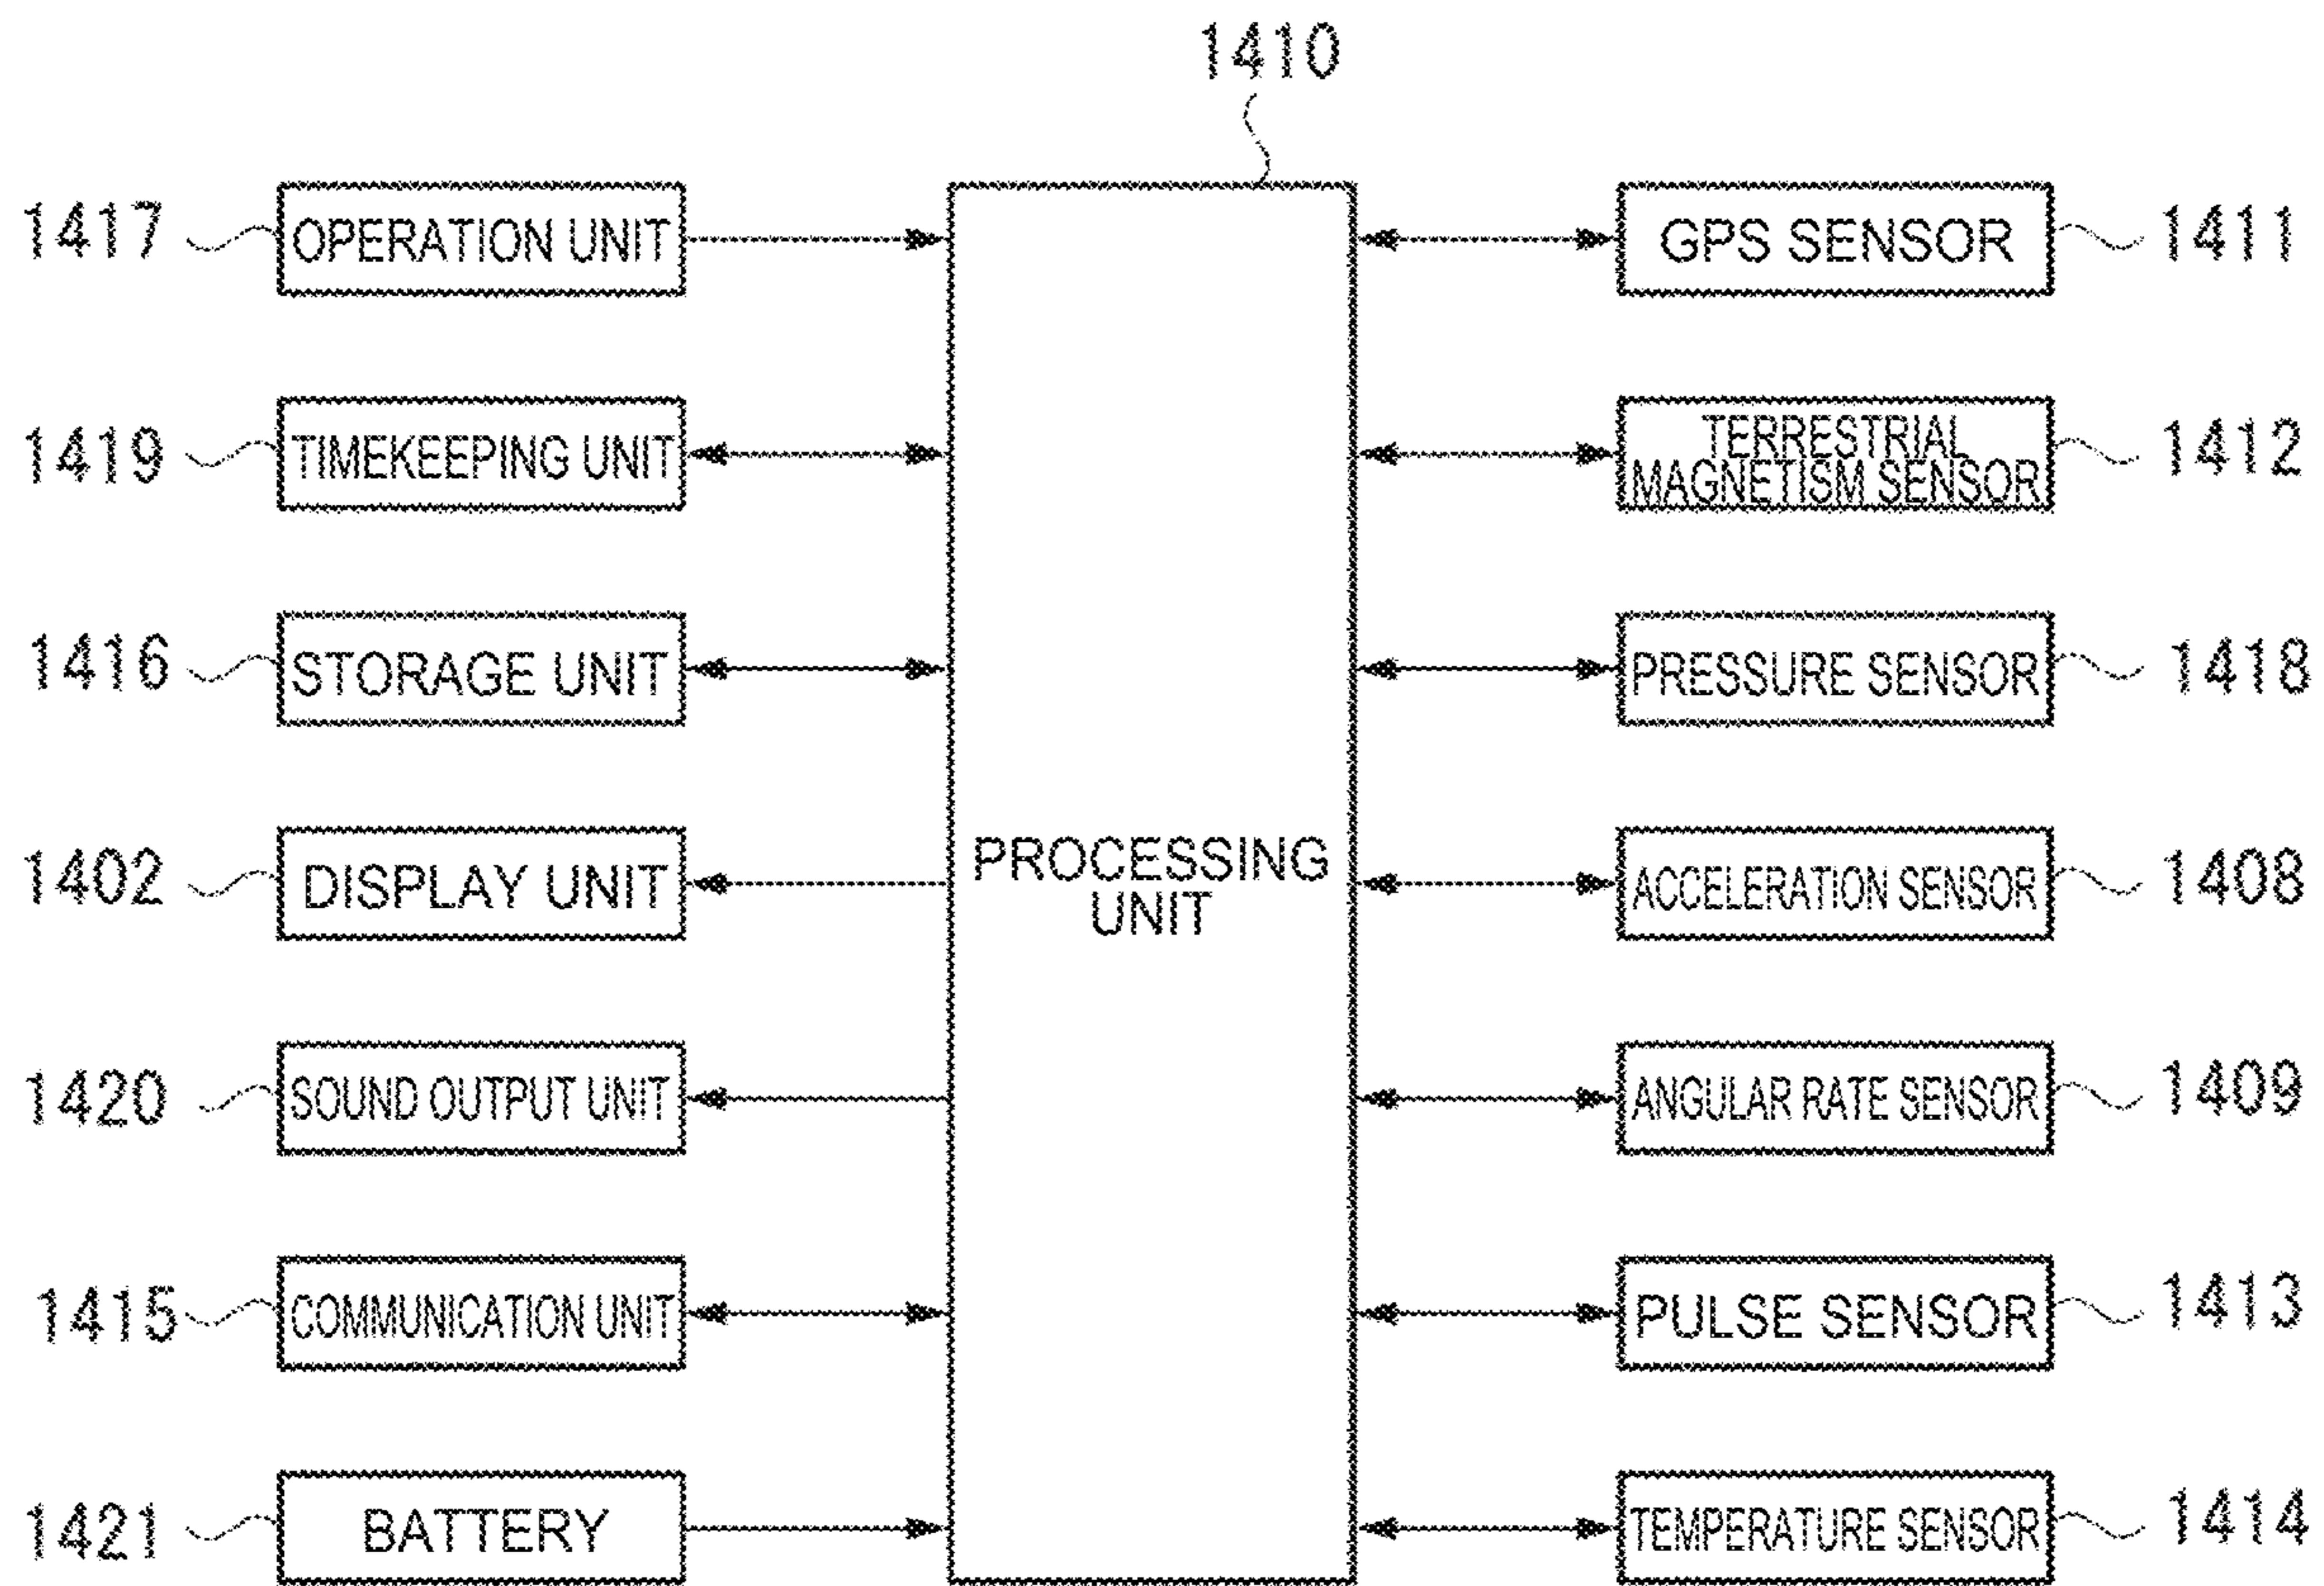 1410
1417 OPERATION UNIT
GPS SENSOR 1411
1419 TIMEKEEPING UNIT
TERRESTRIAL
MAGNETISM SENSOR 1412
1416 STORAGE UNIT
PRESSURE SENSOR 1418
1402 DISPLAY UNIT
PROCESSING
UNIT
ACCELERATION SENSOR 1408
1420 SOUND OUTPUT UNIT
ANGULAR RATE SENSOR 1409
1415 COMMUNICATION UNIT
PULSE SENSOR 1413
1421 BATTERY
TEMPERATURE SENSOR 1414